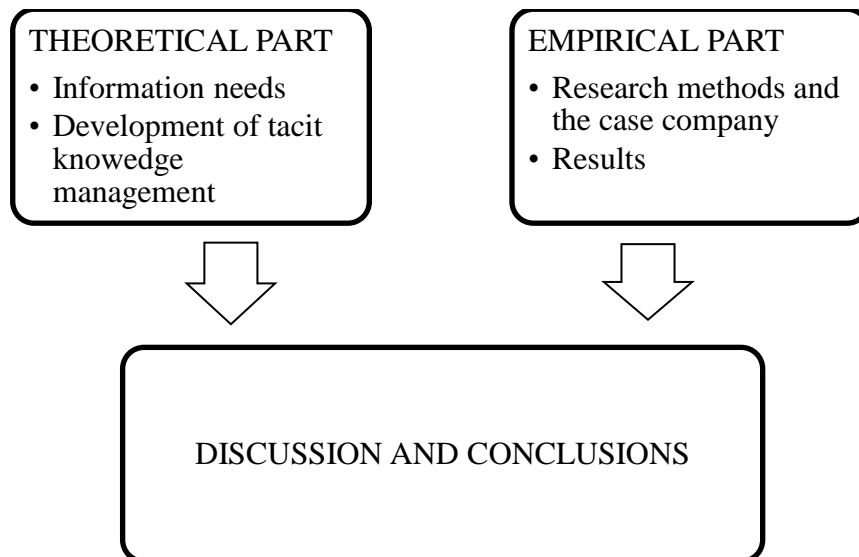 THEORETICAL PART
• Information needs
• Development of tacit
knowedge
management
EMPIRICAL PART
• Research methods and
the case company
• Results
DISCUSSION AND CONCLUSIONS